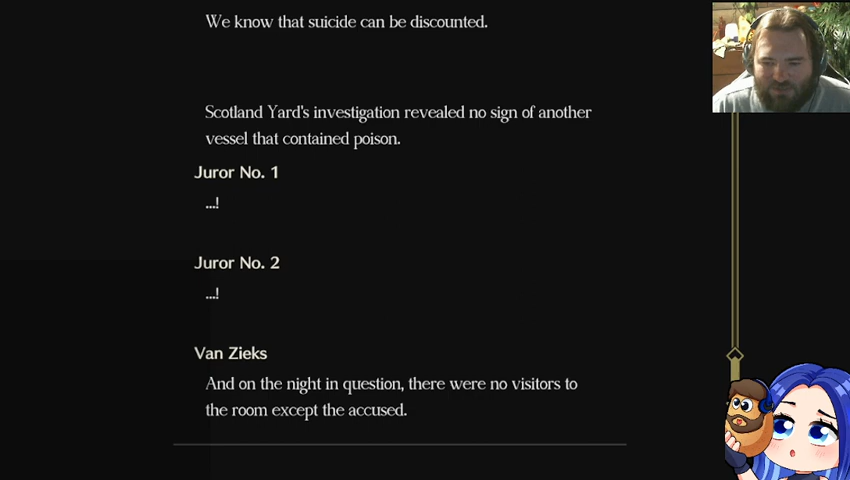 We know that suicide can be discounted.
Scotland Yard's investigation revealed no sign of another
vessel that contained poison.
Juror No. 1
...!
Juror No. 2
...!
Van Zieks
And on the night in question, there were no visitors to
the room except the accused.